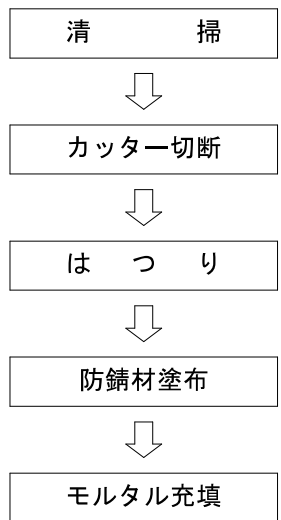 清掃
カッター切断
はつり
防錆材塗布
モルタル充填